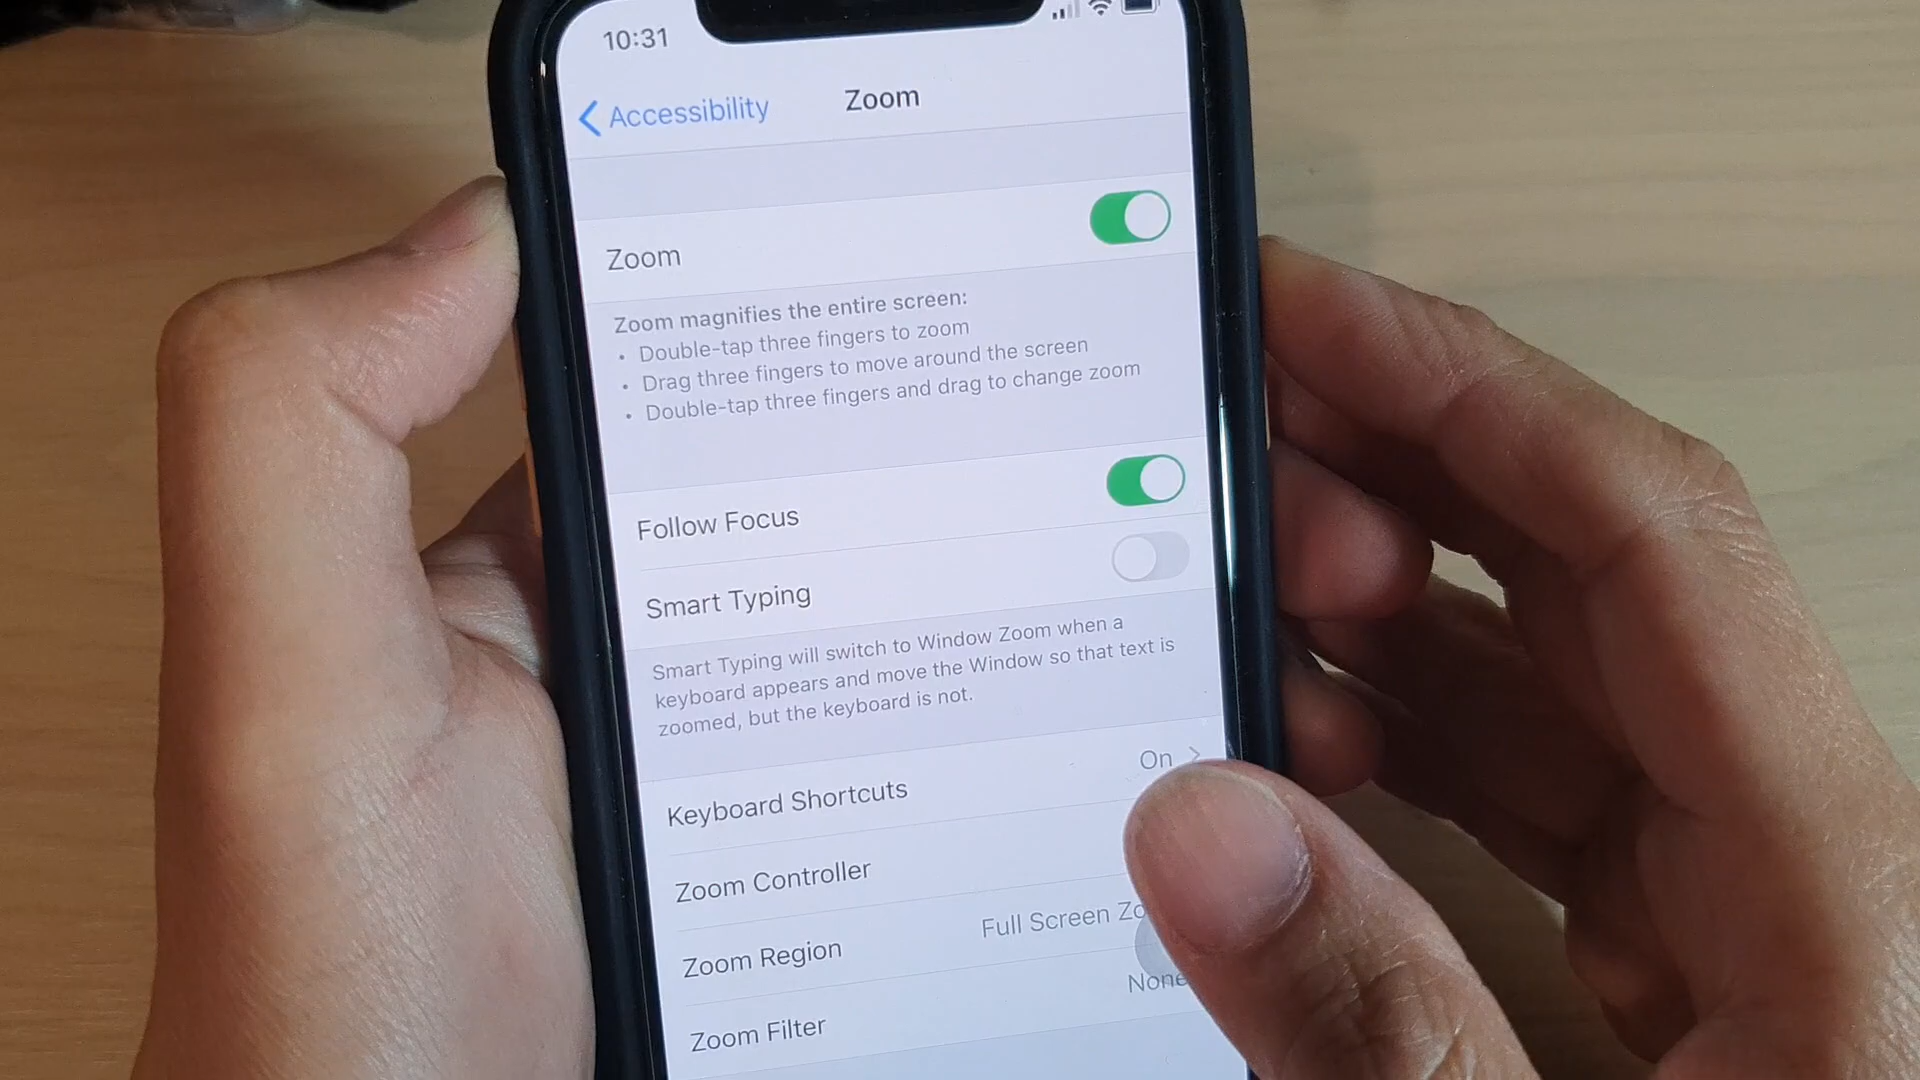 10:31
Accessibility
Zoom
Zoom
Zoom magnifies the entire screen:
• Double-tap three fingers to zoom
• Drag three fingers to move around the screen
• Double-tap three fingers and drag to change zoom
Follow Focus
Smart Typing
Smart Typing will switch to Window Zoom when a
keyboard appears and move the Window so that text is
zoomed, but the keyboard is not.
Keyboard Shortcuts On
Zoom Controller
Zoom Region Full Screen
Zoom Filter None